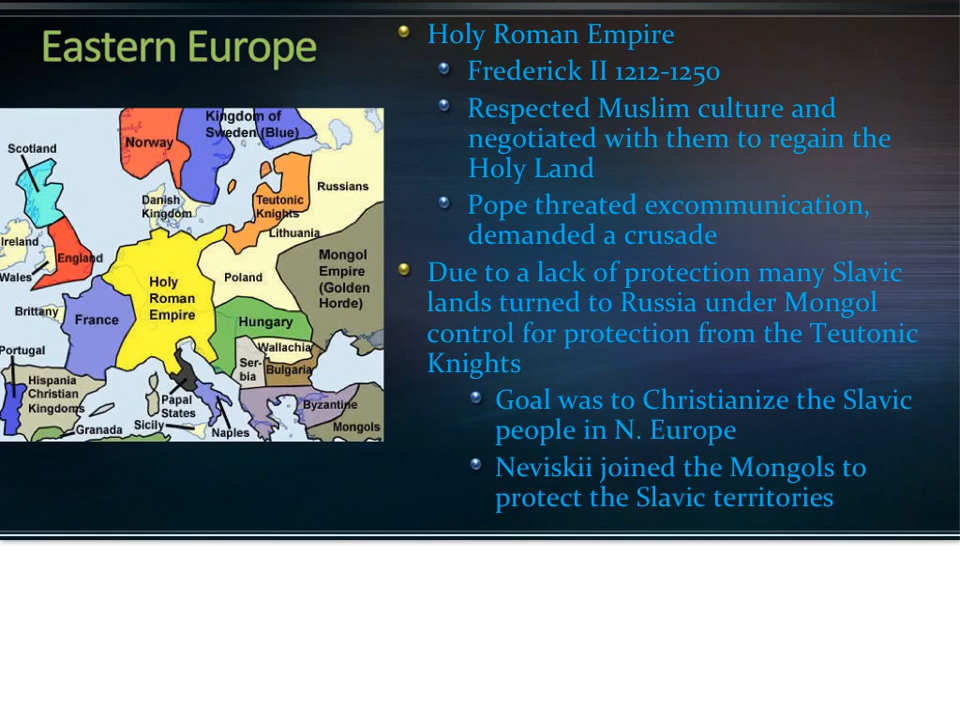 Eastern Europe
Holy Roman Empire
Frederick II 1212-1250
Respected Muslim culture and
negotiated with them to regain the
Holy Land
Pope threated excommunication,
demanded a crusade
Due to a lack of protection many Slavic
lands turned to Russia under Mongol
control for protection from the Teutonic
Knights
Goal was to Christianize the Slavic
people in N. Europe
Neviskii joined the Mongols to
protect the Slavic territories
Kingdom of
Sweden (Blue)
Norway
Scotland
Russians
Danish
Kingdom
Teutonic
Knights
Lithuania
Ireland
England
Wales
Mongol
Empire
(Golden
Horde)
Holy
Roman
Empire
Poland
Brittany
France
Hungary
Portugal
Wallachia
Ser-
bia
Bulgaria
Hispania
Christian
Kingdoms
Papal
States
Byzantine
Granada
Sicily
Naples
Mongols